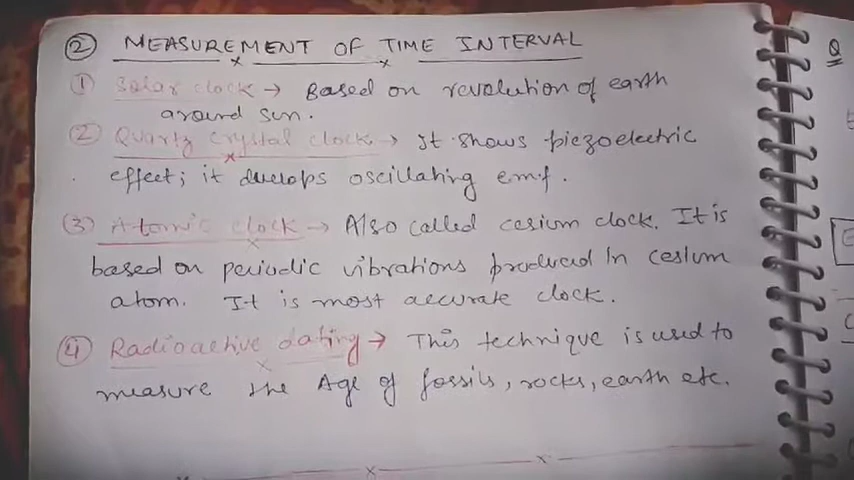 ② MEASUREMENT OF TIME INTERVAL
① Solar clock → Based on revolution of earth
around sun.
② Quartz crystal clock → It shows piezoelectric
effect; it develops oscillating emf.
③ Atomic clock → Also called cesium clock. It is
based on periodic vibrations produced in cesium
atom. It is most accurate clock.
④ Radioactive dating → This technique is used to
measure the Age of fossils, rocks, earth etc.
Q